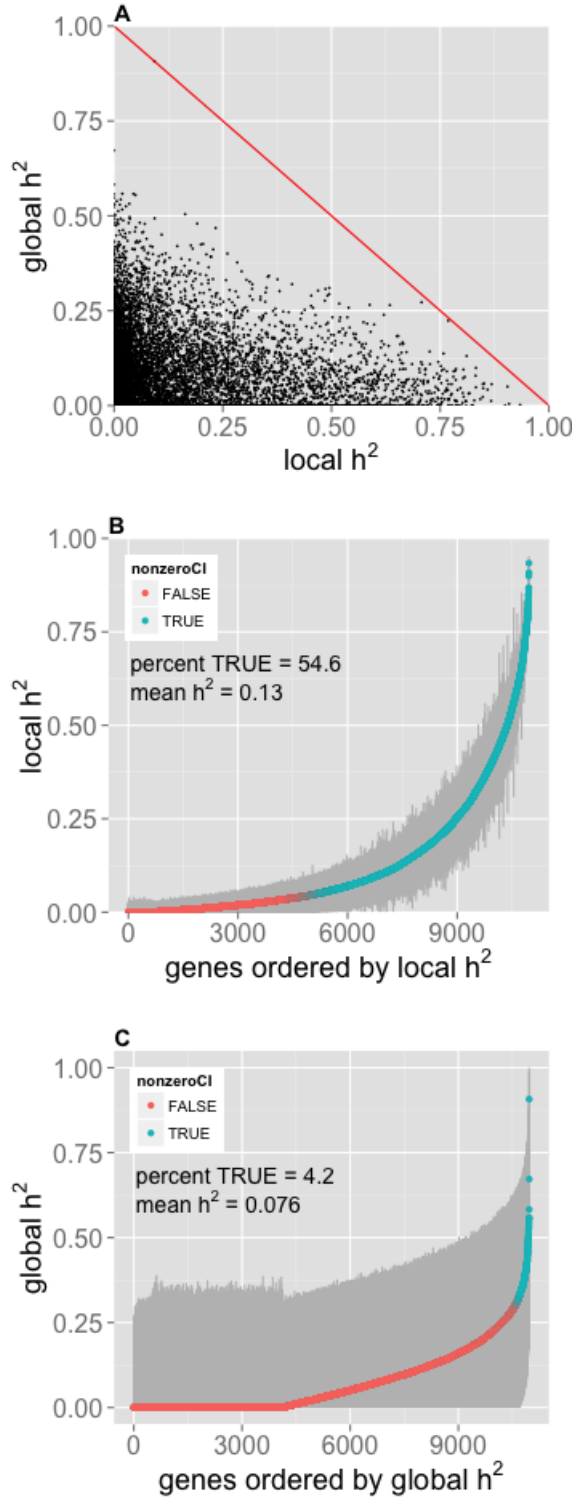 A
1.00
0.75
0.50
0.25
0.00
global h²
0.00 0.25 0.50 0.75 1.00
local h²
B
1.00
0.75
0.50
0.25
0.00
local h²
nonzeroCI
FALSE
TRUE
percent TRUE = 54.6
mean h² = 0.13
0 3000 6000 9000
genes ordered by local h²
C
1.00
0.75
0.50
0.25
0.00
global h²
nonzeroCI
FALSE
TRUE
percent TRUE = 4.2
mean h² = 0.076
0 3000 6000 9000
genes ordered by global h²